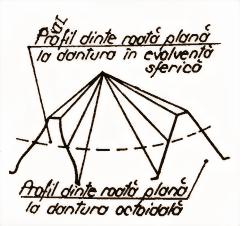 Profil dinte roată plană
la dantura în evolventă
sferică
Profil dinte roată plană
la dantura octoidală